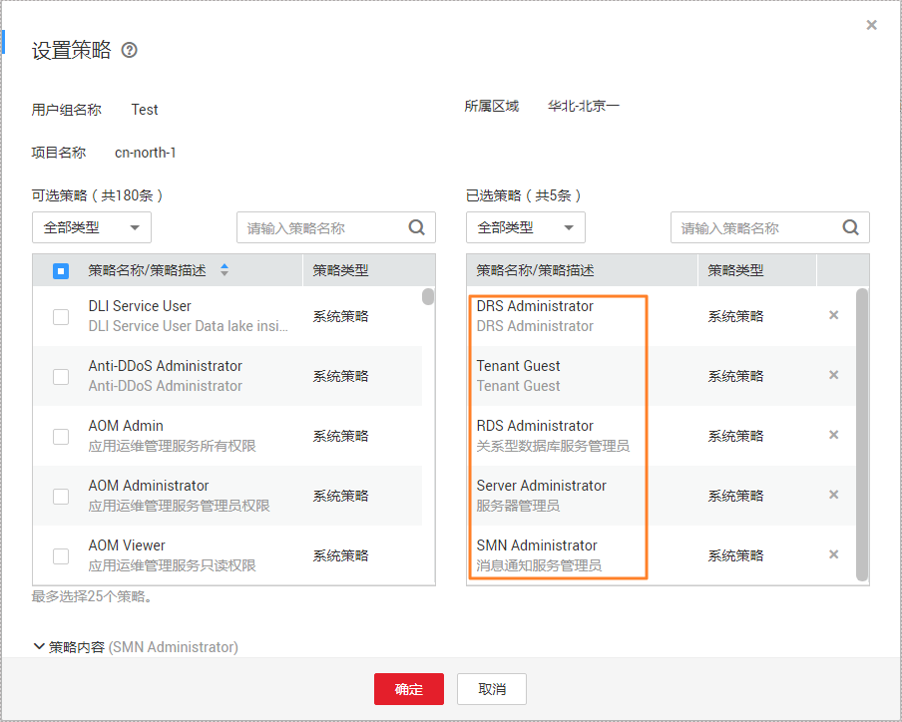 设置策略 ?
用户组名称 Test 所属区域 华北-北京一
项目名称 cn-north-1
可选策略（共180条） 已选策略（共5条）
全部类型 请输入策略名称 全部类型 请输入策略名称
策略名称/策略描述 策略类型 策略名称/策略描述 策略类型
DLI Service User DRS Administrator
DLI Service User Data lake insi... 系统策略 DRS Administrator 系统策略
Anti-DDoS Administrator Tenant Guest
Anti-DDoS Administrator 系统策略 Tenant Guest 系统策略
AOM Admin RDS Administrator
应用运维管理服务所有权限 系统策略 关系型数据库服务管理员 系统策略
AOM Administrator Server Administrator
应用运维管理服务管理员权限 系统策略 服务器管理员 系统策略
AOM Viewer SMN Administrator
应用运维管理服务只读权限 系统策略 消息通知服务管理员 系统策略
最多选择25个策略。
策略内容 (SMN Administrator)
确定 取消